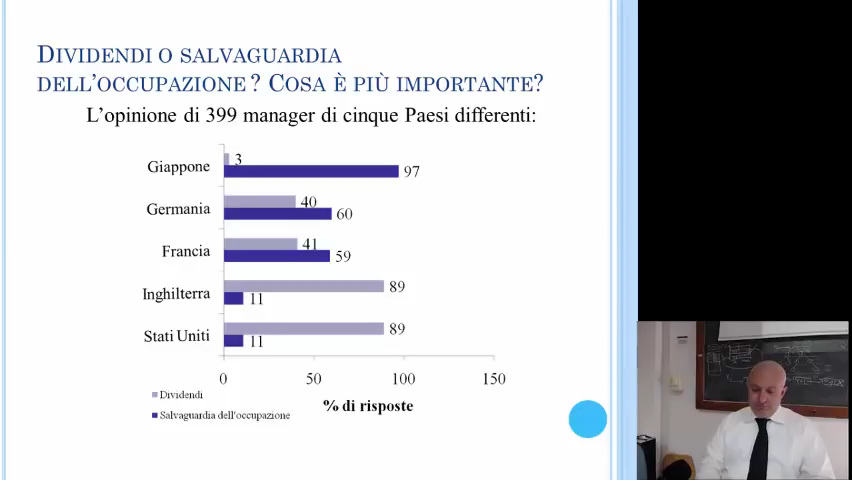 DIVIDENDI O SALVAGUARDIA
DELL'OCCUPAZIONE? COSA È PIÙ IMPORTANTE?
L'opinione di 399 manager di cinque Paesi differenti:
Giappone 3 97
Germania 40 60
Francia 41 59
Inghilterra 89 11
Stati Uniti 89 11
0 50 100 150
% di risposte
Dividendi
Salvaguardia dell'occupazione